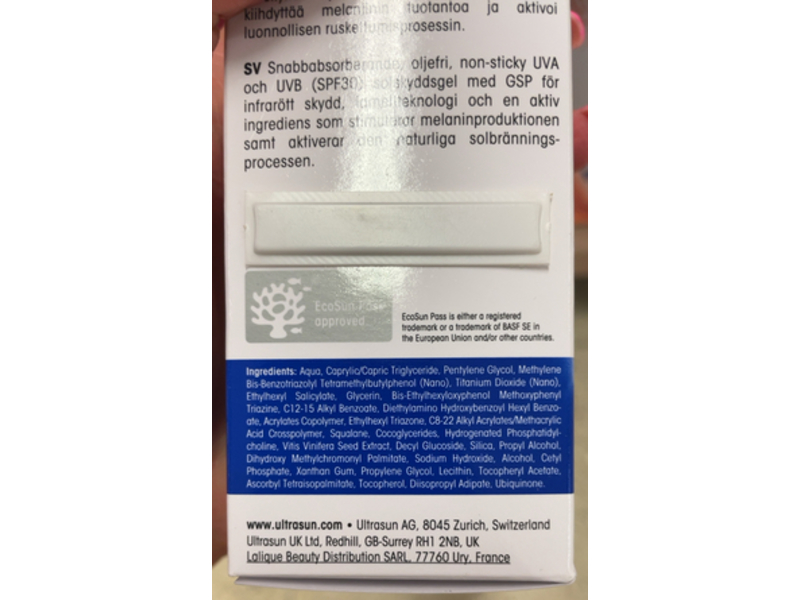 kiihdyttää melaniinin tuotantoa ja aktivoi
luonnollisen ruskettumisprosessin.
SV Snabbabsorberande, oljefri, non-sticky UVA
och UVB (SPF30) solskyddsgel med GSP för
infrarött skydd, lamellteknologi och en aktiv
ingrediens som stimulerar melaninproduktionen
samt aktiverar den naturliga solbrännings-
processen.
EcoSun Pass
approved
EcoSun Pass is either a registered
trademark or a trademark of BASF SE in
the European Union and/or other countries.
Ingredients: Aqua, Caprylic/Capric Triglyceride, Pentylene Glycol, Methylene
Bis-Benzotriazolyl Tetramethylbutylphenol (Nano), Titanium Dioxide (Nano),
Ethylhexyl Salicylate, Glycerin, Bis-Ethylhexyloxyphenol Methoxyphenyl
Triazine, C12-15 Alkyl Benzoate, Diethylamino Hydroxybenzoyl Hexyl Benzo-
ate, Acrylates Copolymer, Ethylhexyl Triazone, C8-22 Alkyl Acrylates/Methacrylic
Acid Crosspolymer, Squalane, Cocoglycerides, Hydrogenated Phosphatidyl-
choline, Vitis Vinifera Seed Extract, Decyl Glucoside, Silica, Propyl Alcohol,
Dihydroxy Methylchromonyl Palmitate, Sodium Hydroxide, Alcohol, Cetyl
Phosphate, Xanthan Gum, Propylene Glycol, Lecithin, Tocopheryl Acetate,
Ascorbyl Tetraisopalmitate, Tocopherol, Diisopropyl Adipate, Ubiquinone.
www.ultrasun.com • Ultrasun AG, 8045 Zurich, Switzerland
Ultrasun UK Ltd, Redhill, GB-Surrey RH1 2NB, UK
Lalique Beauty Distribution SARL, 77760 Ury, France